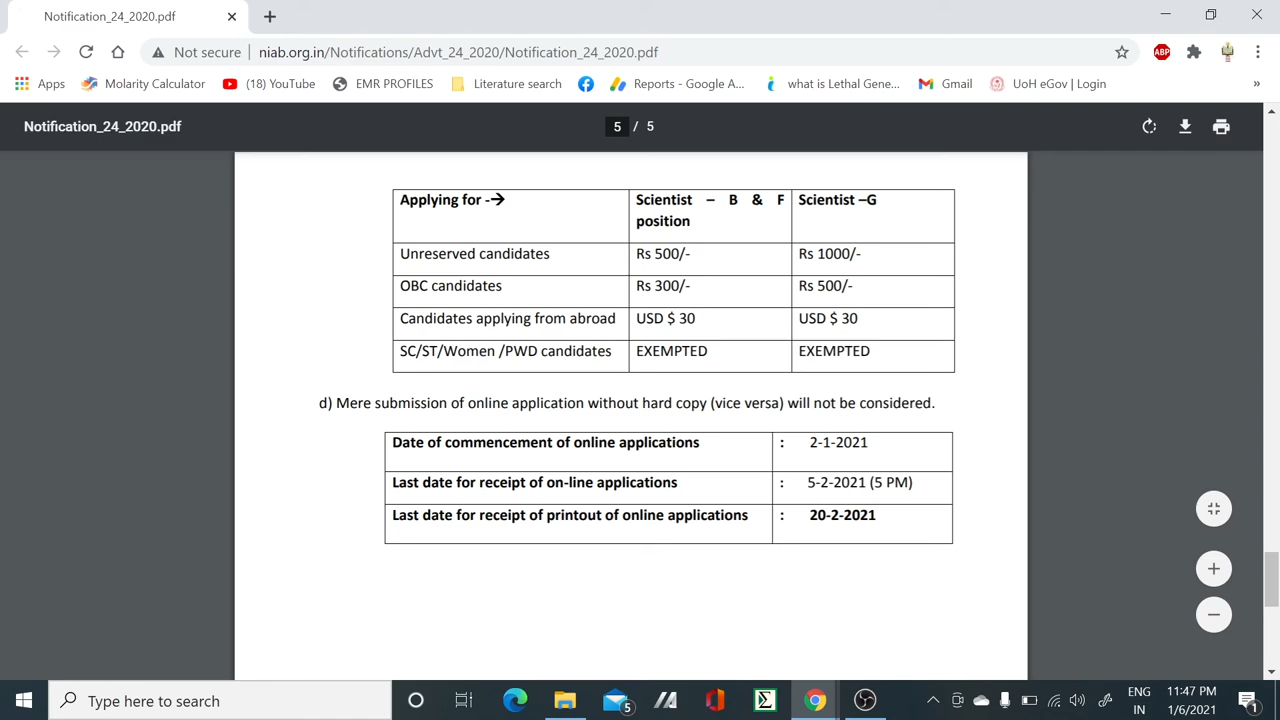 Notification_24_2020.pdf
Not secure | niab.org.in/Notifications/Advt_24_2020/Notification_24_2020.pdf
ABP
Apps Molarity Calculator (18) YouTube EMR PROFILES Literature search Reports - Google A... what is Lethal Gene... Gmail UoH eGov | Login »
Notification_24_2020.pdf 5 / 5
Applying for -→ Scientist – B & F Scientist –G
position
Unreserved candidates Rs 500/- Rs 1000/-
OBC candidates Rs 300/- Rs 500/-
Candidates applying from abroad USD $ 30 USD $ 30
SC/ST/Women /PWD candidates EXEMPTED EXEMPTED
d) Mere submission of online application without hard copy (vice versa) will not be considered.
Date of commencement of online applications : 2-1-2021
Last date for receipt of on-line applications : 5-2-2021 (5 PM)
Last date for receipt of printout of online applications : 20-2-2021
Type here to search 5 ENG 11:47 PM
IN 1/6/2021 1